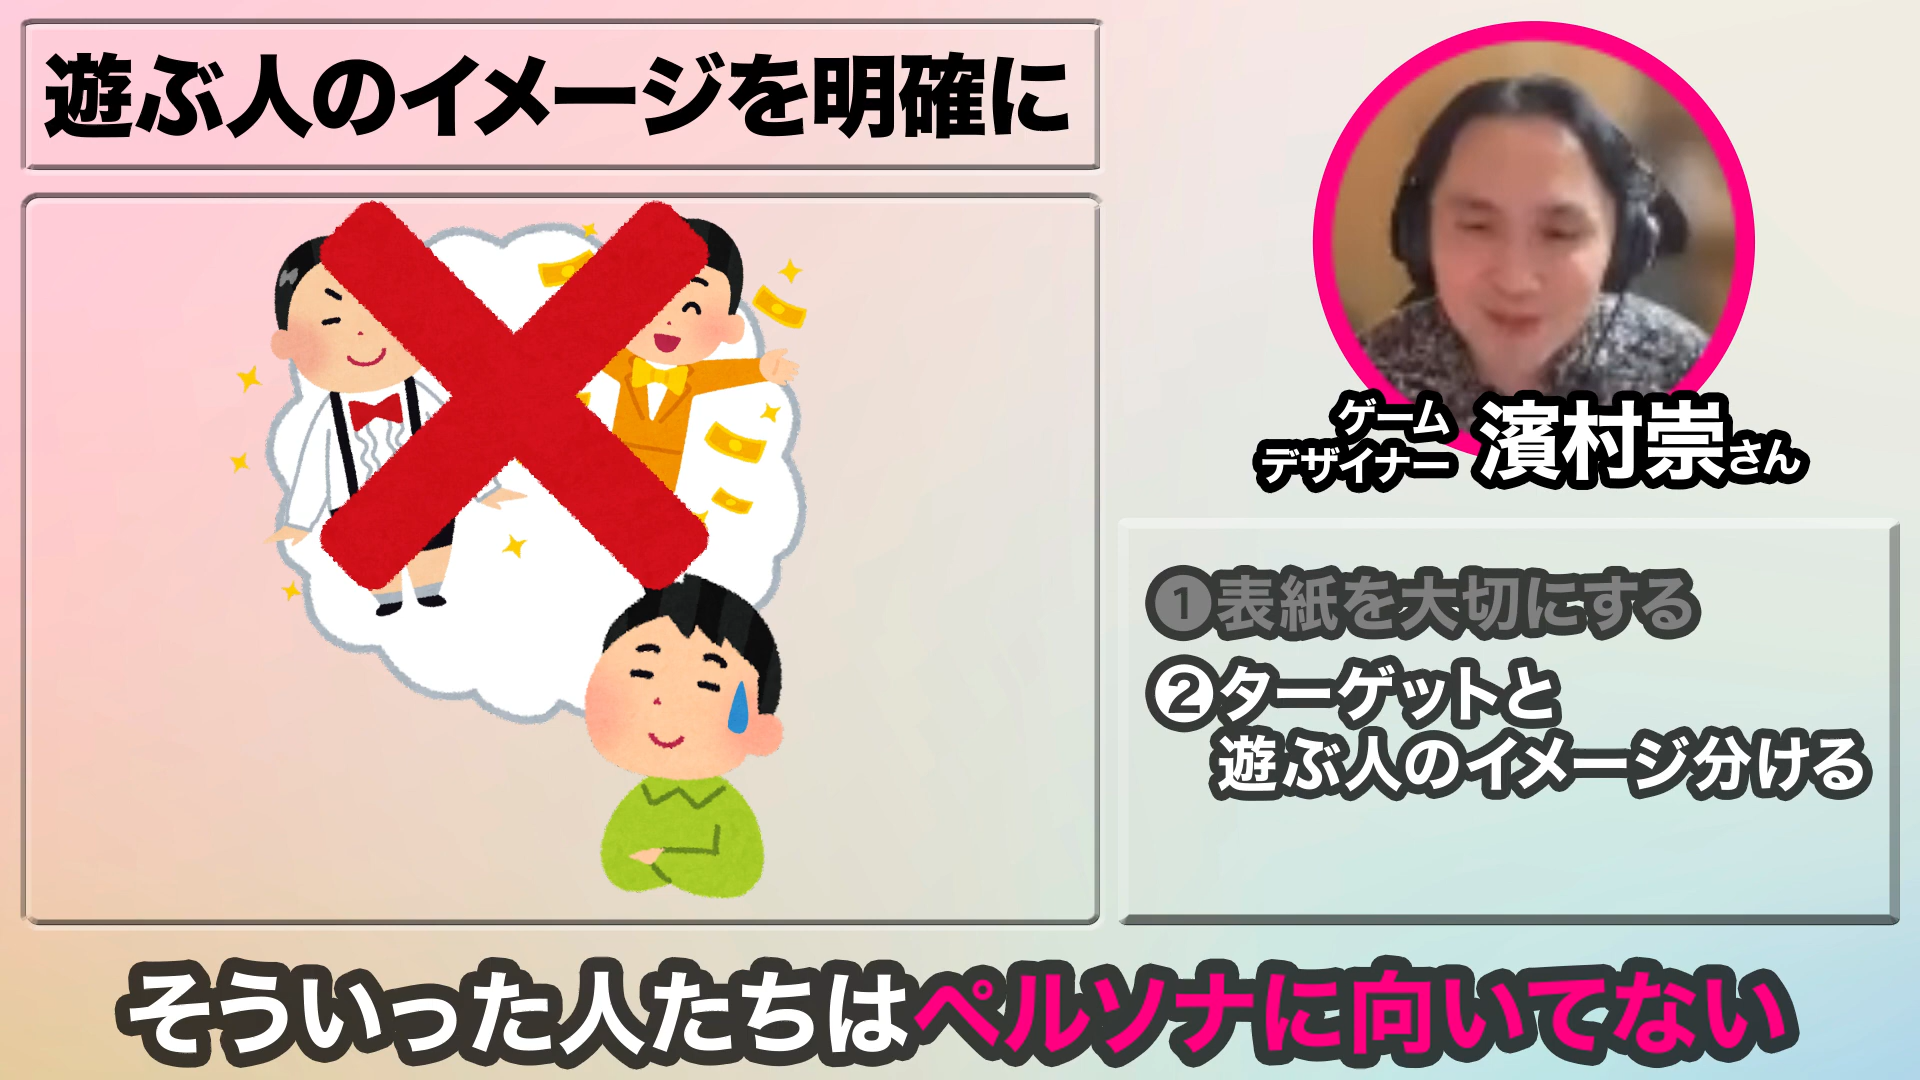 遊ぶ人のイメージを明確に
ゲーム
デザイナー 濱村崇さん
❶表紙を大切にする
❷ターゲットと
遊ぶ人のイメージ分ける
そういった人たちはペルソナに向いてない